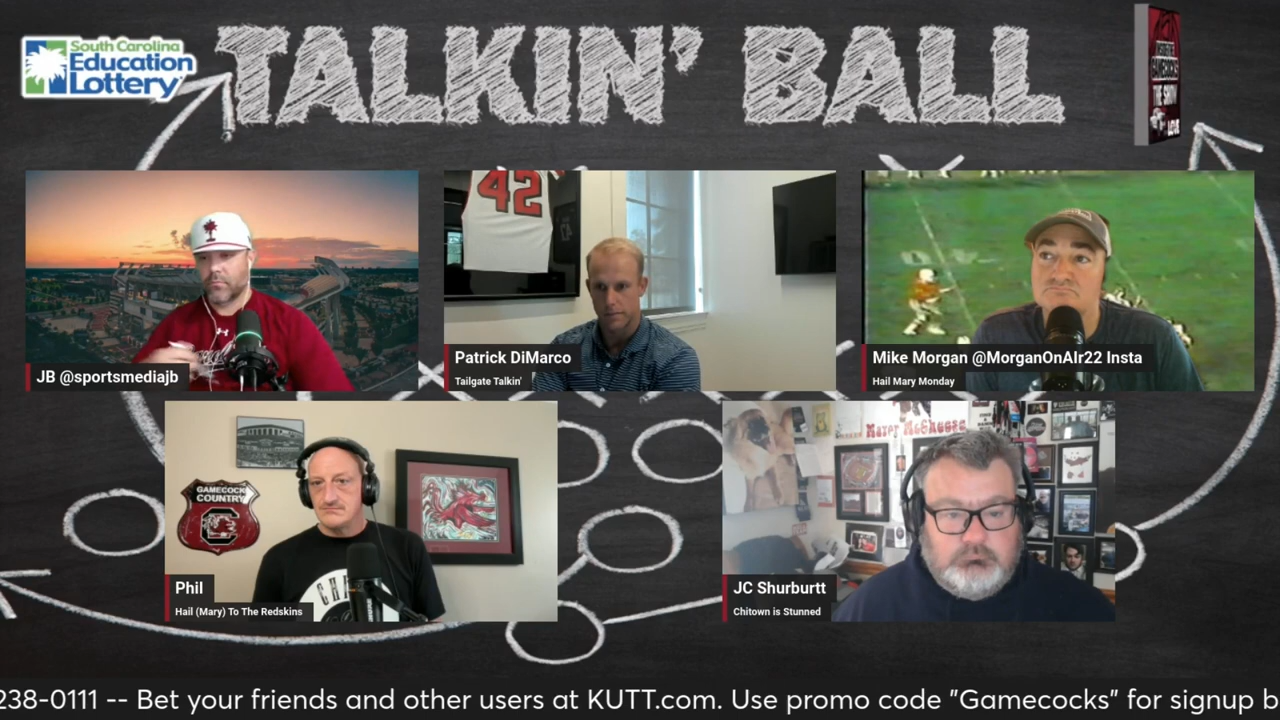 South Carolina
Education
Lottery
TALKIN' BALL
THE SHOW
42
JB @sportsmediajb
Patrick DiMarco
Tailgate Talkin'
Mike Morgan @MorganOnAIr22 Insta
Hail Mary Monday
GAMECOCK
COUNTRY
C
Phil
Hail (Mary) To The Redskins
JC Shurburtt
Chitown is Stunned
238-0111 -- Bet your friends and other users at KUTT.com. Use promo code "Gamecocks" for signup b